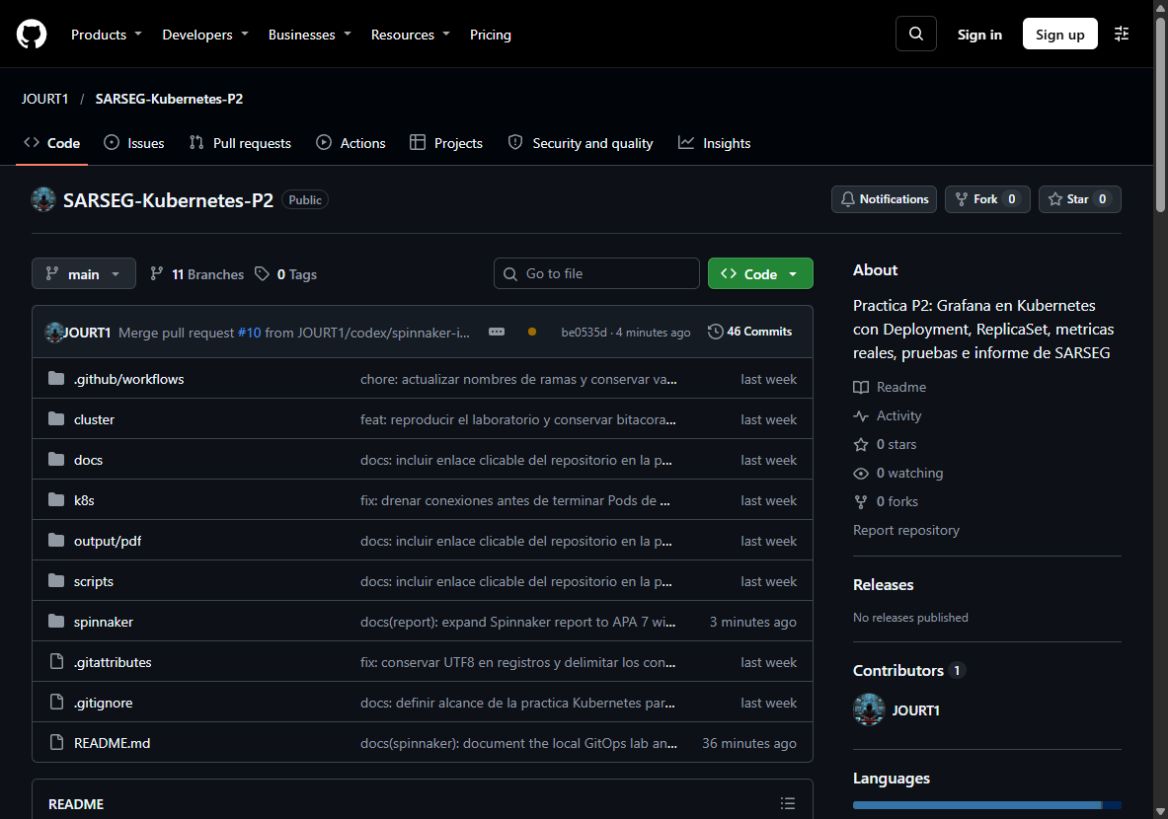 Products Developers Businesses Resources Pricing Sign in Sign up
JOURT1 / SARSEG-Kubernetes-P2
Code Issues Pull requests Actions Projects Security and quality Insights
SARSEG-Kubernetes-P2 Public Notifications Fork 0 Star 0
main 11 Branches 0 Tags Go to file Code
JOURT1 Merge pull request #10 from JOURT1/codex/spinnaker-i... be0535d · 4 minutes ago 46 Commits
.github/workflows chore: actualizar nombres de ramas y conservar va... last week
cluster feat: reproducir el laboratorio y conservar bitacora... last week
docs docs: incluir enlace clicable del repositorio en la p... last week
k8s fix: drenar conexiones antes de terminar Pods de ... last week
output/pdf docs: incluir enlace clicable del repositorio en la p... last week
scripts docs: incluir enlace clicable del repositorio en la p... last week
spinnaker docs(report): expand Spinnaker report to APA 7 wi... 3 minutes ago
.gitattributes fix: conservar UTF8 en registros y delimitar los con... last week
.gitignore docs: definir alcance de la practica Kubernetes par... last week
README.md docs(spinnaker): document the local GitOps lab an... 36 minutes ago
README
About
Practica P2: Grafana en Kubernetes
con Deployment, ReplicaSet, metricas
reales, pruebas e informe de SARSEG
Readme
Activity
0 stars
0 watching
0 forks
Report repository
Releases
No releases published
Contributors 1
JOURT1
Languages